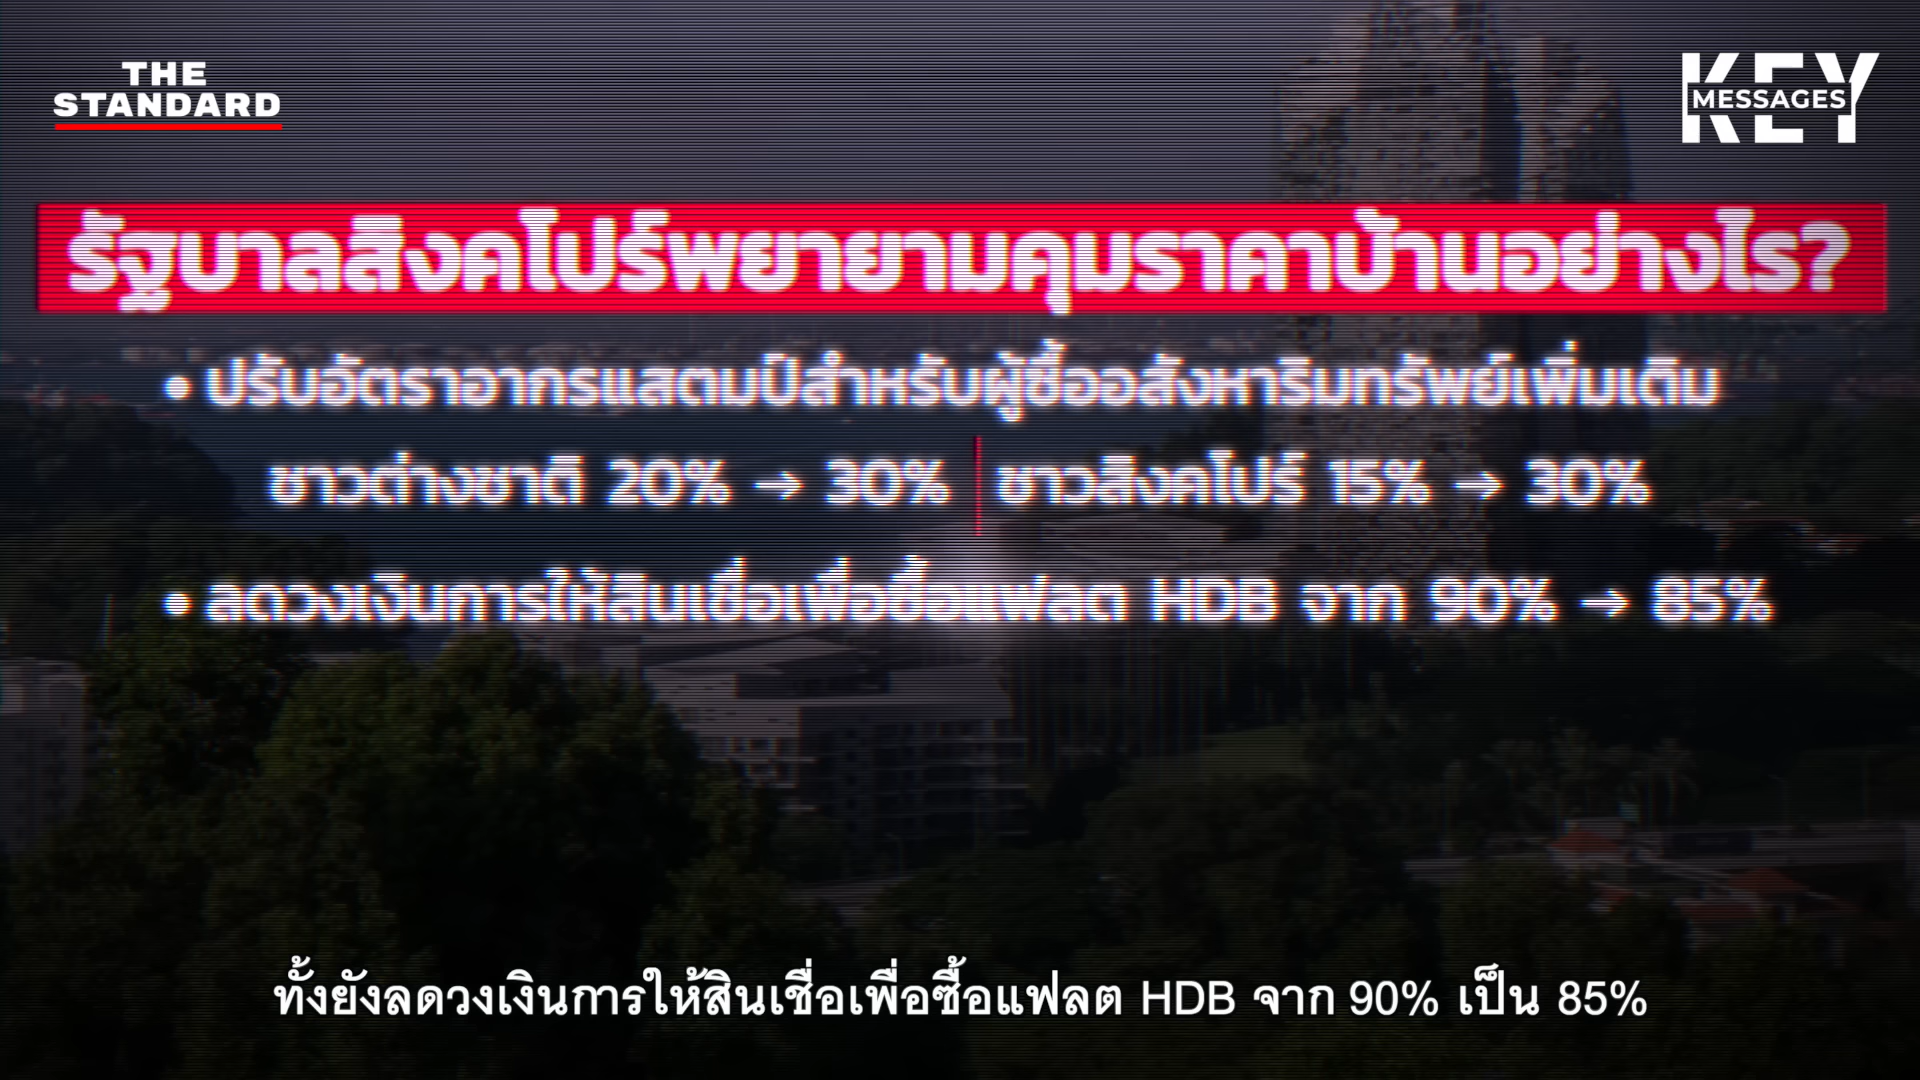 THE
STANDARD
KEY
MESSAGES
รัฐบาลสิงคโปร์พยายามคุมราคาบ้านอย่างไร?
• ปรับอัตราอากรแสตมป์สำหรับผู้ซื้ออสังหาริมทรัพย์เพิ่มเติม
ชาวต่างชาติ 20% → 30% | ชาวสิงคโปร์ 15% → 30%
• ลดวงเงินการให้สินเชื่อเพื่อซื้อแฟลต HDB จาก 90% → 85%
ทั้งยังลดวงเงินการให้สินเชื่อเพื่อซื้อแฟลต HDB จาก 90% เป็น 85%